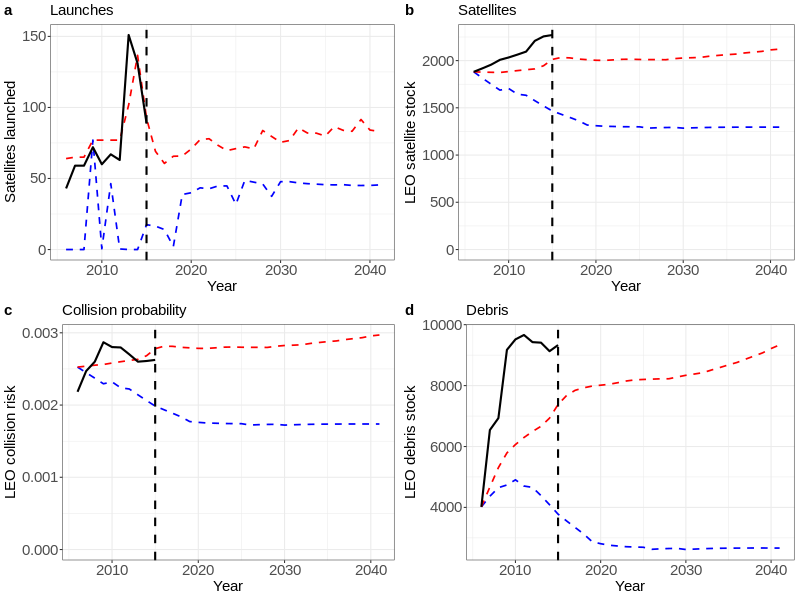 a Launches
150
100
50
0
Satellites launched
2010 2020 2030 2040
Year
b Satellites
2000
1500
1000
500
0
LEO satellite stock
2010 2020 2030 2040
Year
c Collision probability
0.003
0.002
0.001
0.000
LEO collision risk
2010 2020 2030 2040
Year
d Debris
10000
8000
6000
4000
LEO debris stock
2010 2020 2030 2040
Year